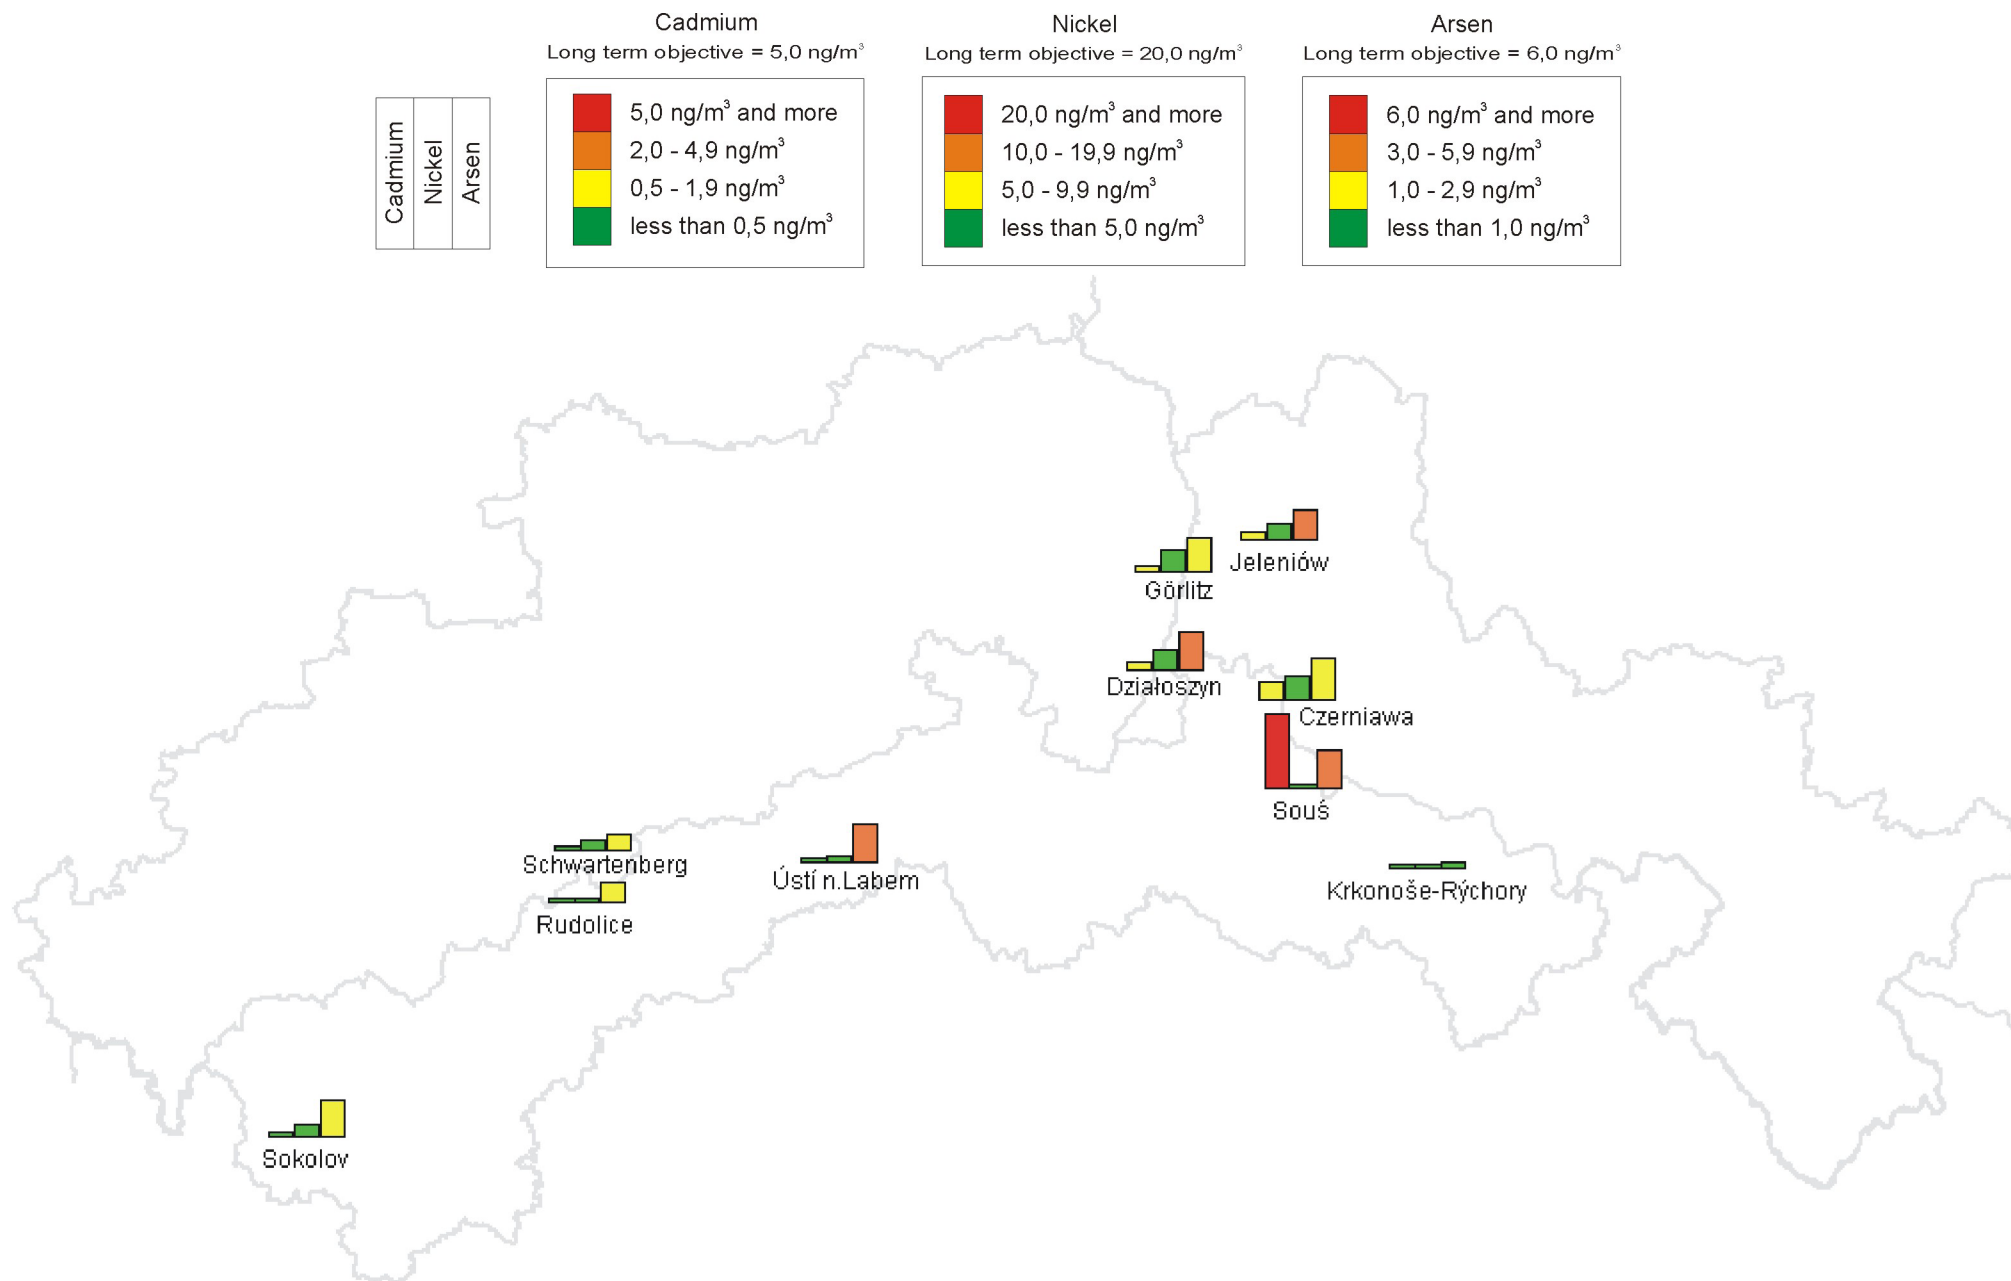 Cadmium
Long term objective = 5,0 ng/m³
5,0 ng/m³ and more
2,0 - 4,9 ng/m³
0,5 - 1,9 ng/m³
less than 0,5 ng/m³
Nickel
Long term objective = 20,0 ng/m³
20,0 ng/m³ and more
10,0 - 19,9 ng/m³
5,0 - 9,9 ng/m³
less than 5,0 ng/m³
Arsen
Long term objective = 6,0 ng/m³
6,0 ng/m³ and more
3,0 - 5,9 ng/m³
1,0 - 2,9 ng/m³
less than 1,0 ng/m³
Cadmium
Nickel
Arsen
Jeleniów
Görlitz
Działoszyn
Czerniawa
Souś
Schwartenberg
Ústí n.Labem
Krkonoše-Rýchory
Rudolice
Sokolov